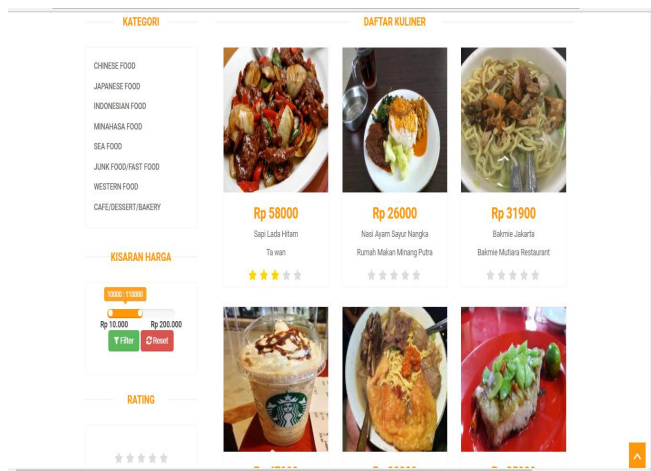 KATEGORI
CHINESE FOOD
JAPANESE FOOD
INDONESIAN FOOD
MINAHASA FOOD
SEA FOOD
JUNK FOOD/FAST FOOD
WESTERN FOOD
CAFE/DESSERT/BAKERY
KISARAN HARGA
10000 : 110000
Rp 10.000 Rp 200.000
Filter Reset
RATING
DAFTAR KULINER
Rp 58000
Sapi Lada Hitam
Ta wan
Rp 26000
Nasi Ayam Sayur Nangka
Rumah Makan Minang Putra
Rp 31900
Bakmie Jakarta
Bakmie Mutiara Restaurant